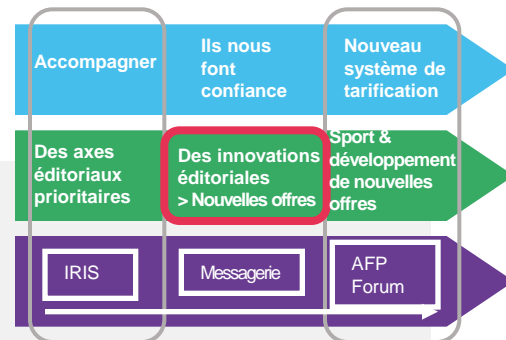 Accompagner
Ils nous
font
confiance
Nouveau
système de
tarification
Des axes
éditoriaux
prioritaires
Des innovations
éditoriales
> Nouvelles offres
Sport &
développement
de nouvelles
offres
IRIS
Messagerie
AFP
Forum